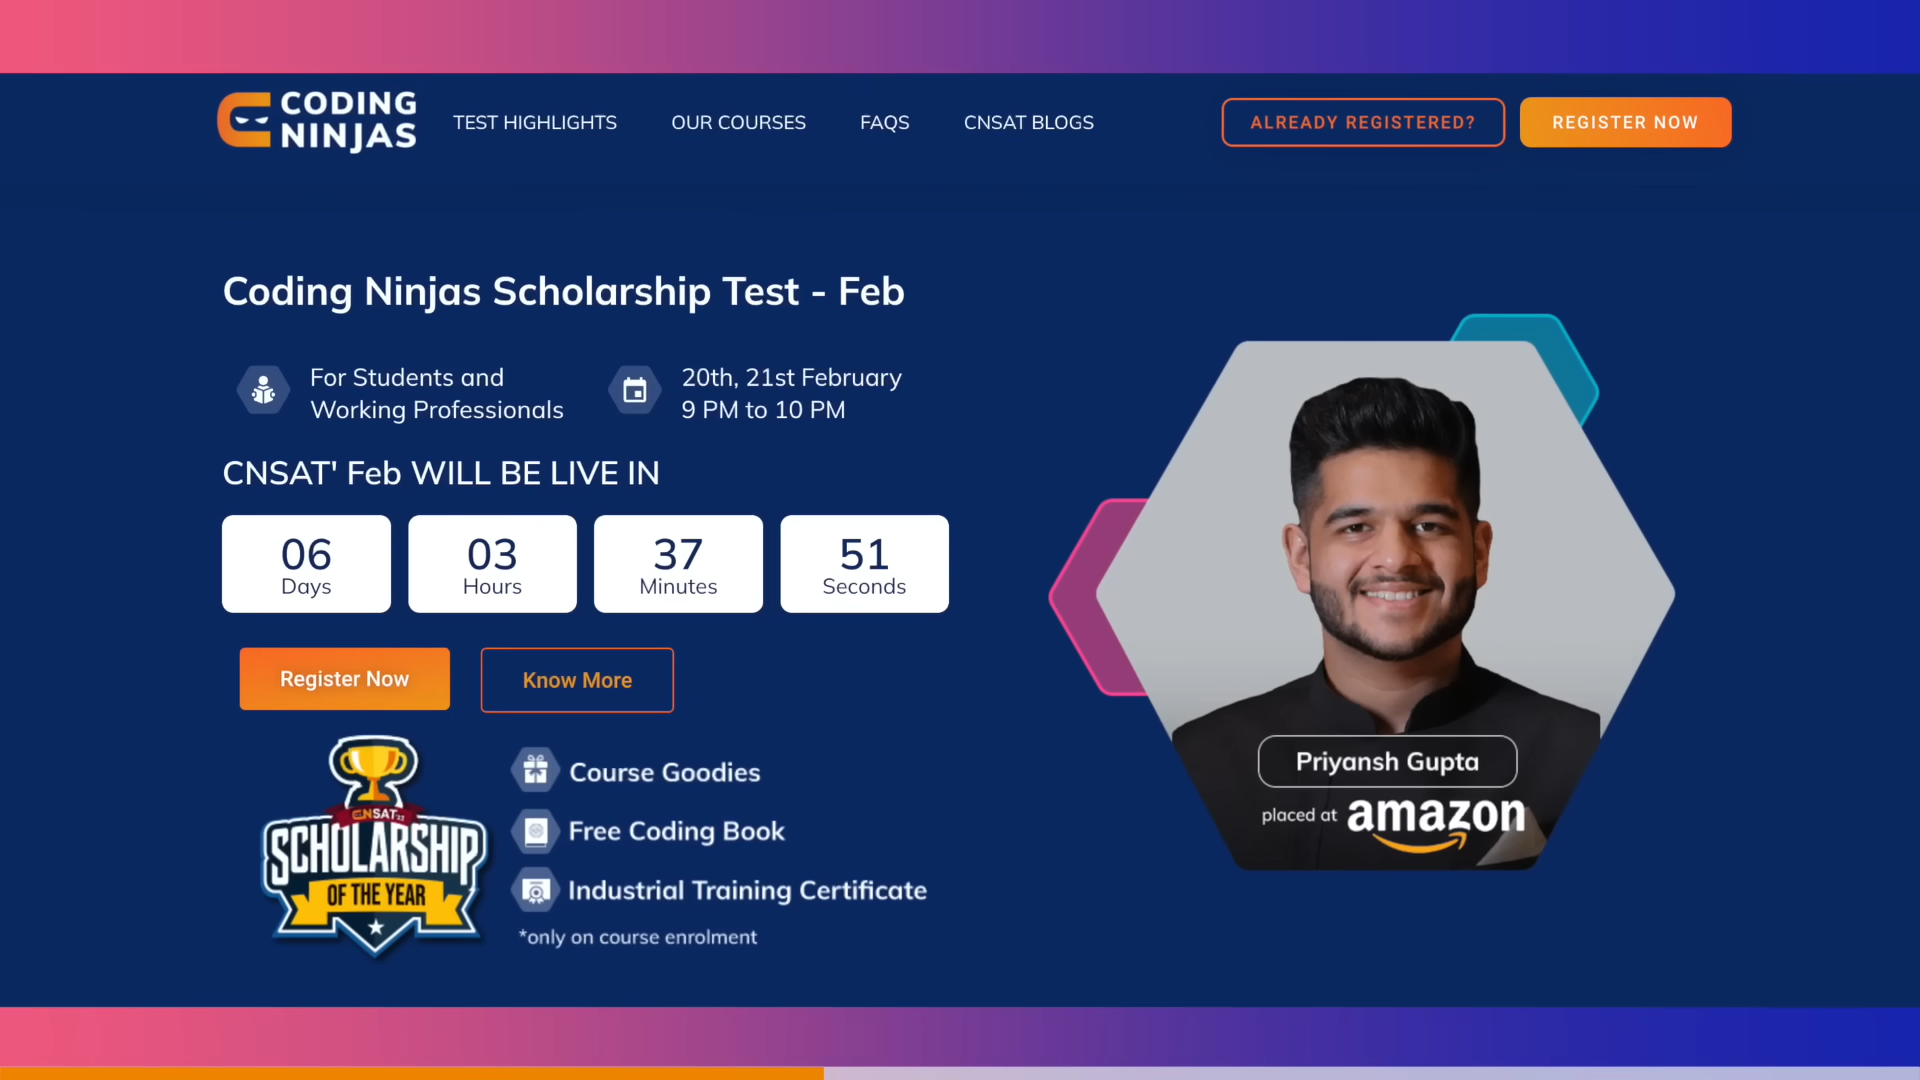 CODING
NINJAS
TEST HIGHLIGHTS
OUR COURSES
FAQS
CNSAT BLOGS
ALREADY REGISTERED?
REGISTER NOW
Coding Ninjas Scholarship Test - Feb
For Students and
Working Professionals
20th, 21st February
9 PM to 10 PM
CNSAT' Feb WILL BE LIVE IN
06
Days
03
Hours
37
Minutes
51
Seconds
Register Now
Know More
CNSAT'22
SCHOLARSHIP
OF THE YEAR
Course Goodies
Free Coding Book
Industrial Training Certificate
*only on course enrolment
Priyansh Gupta
placed at amazon